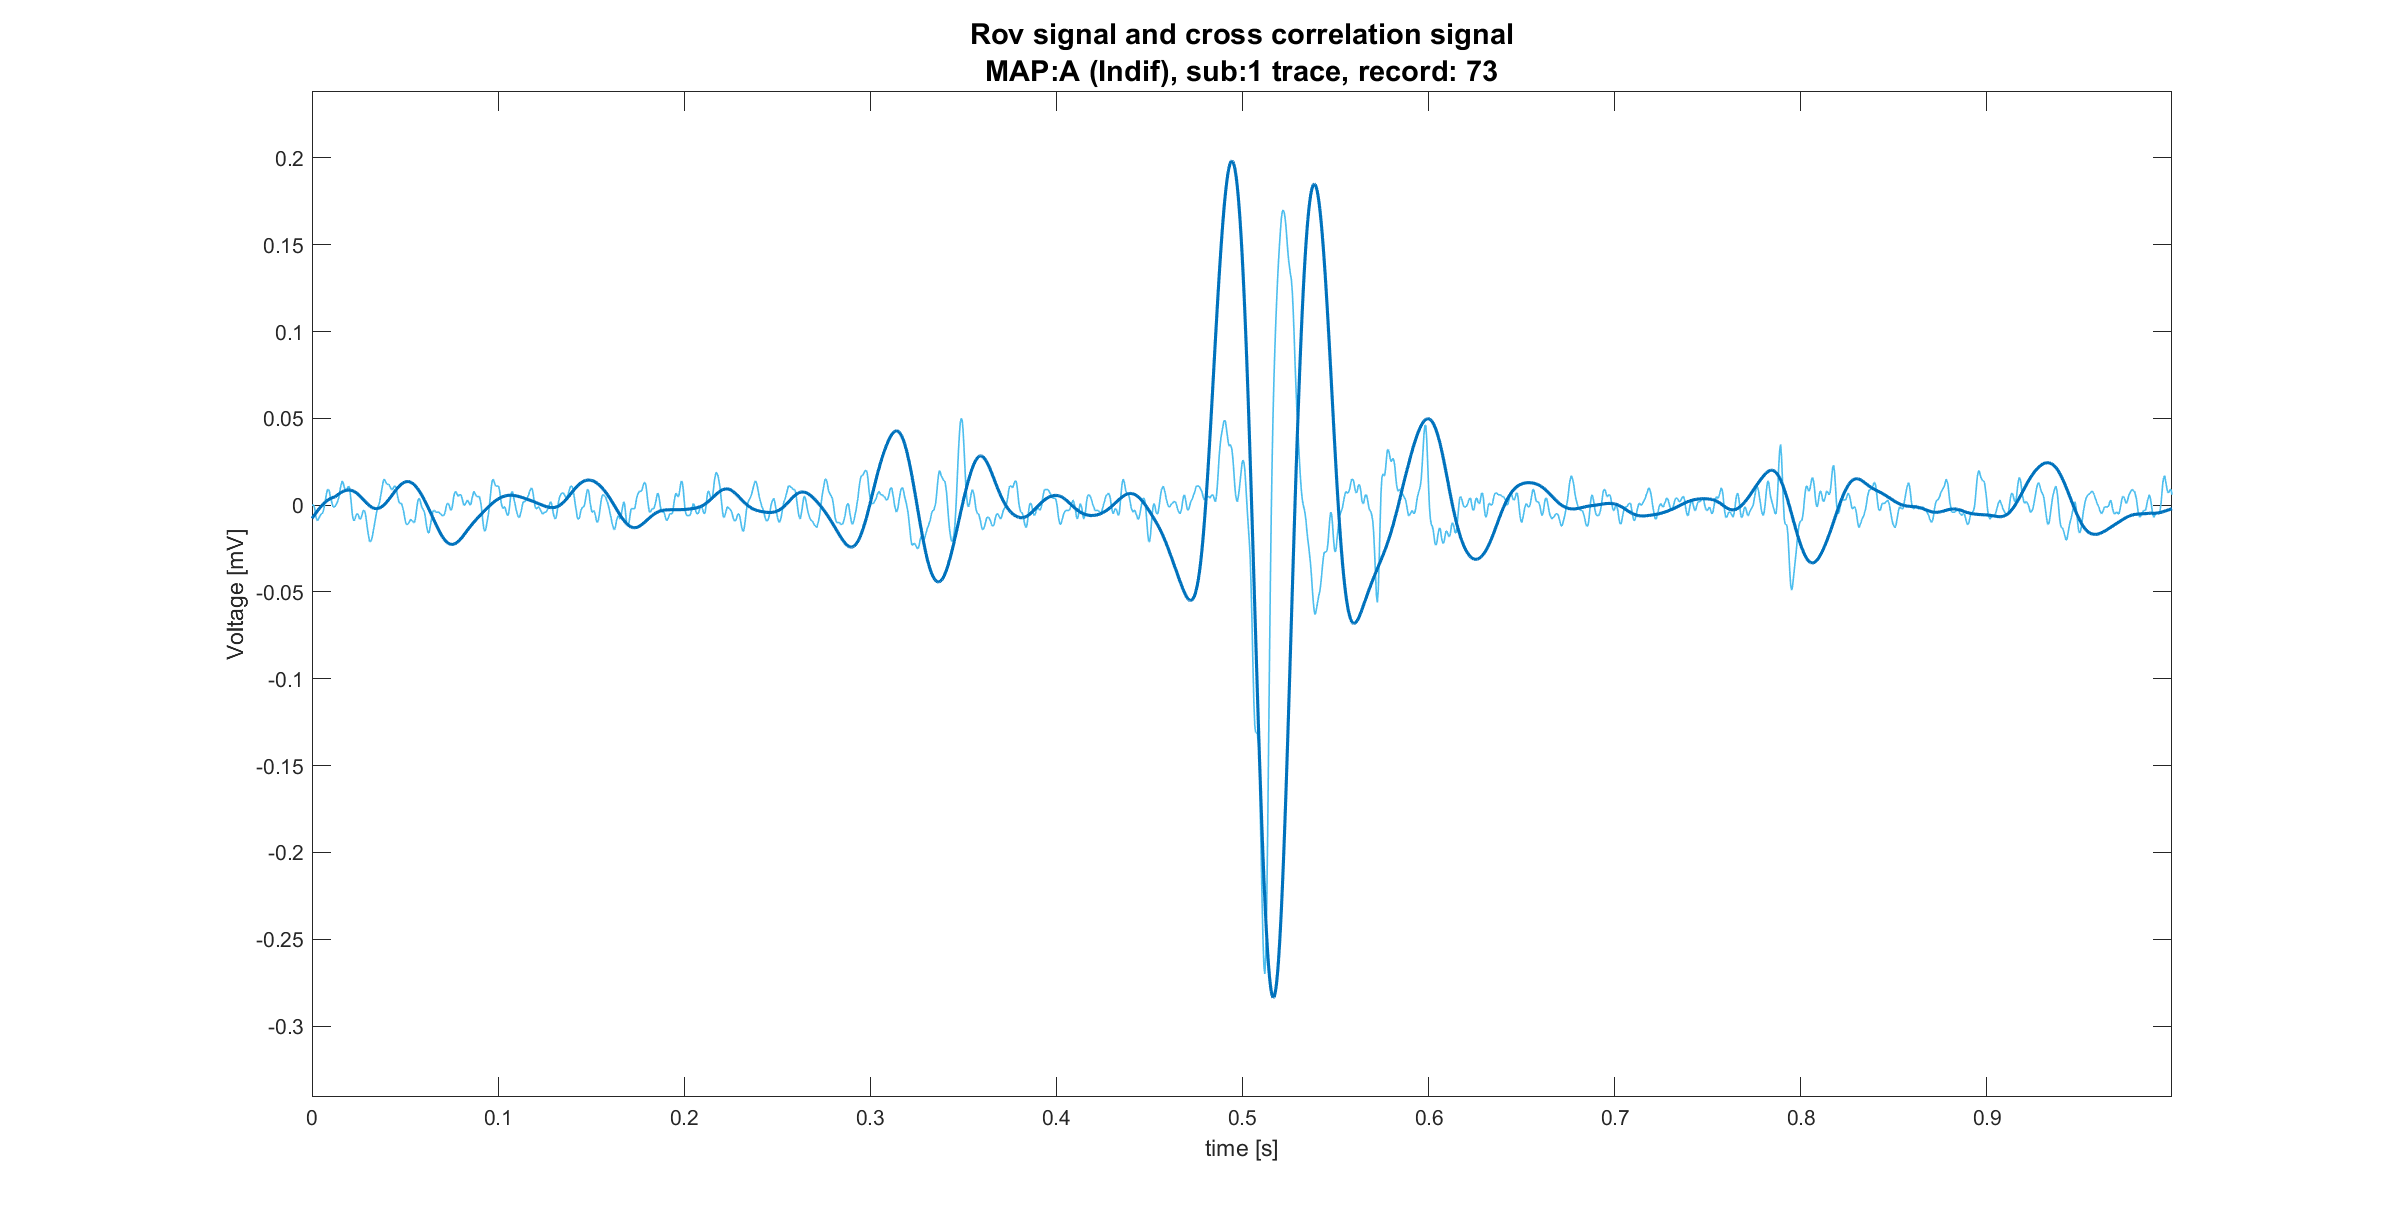 Rov signal and cross correlation signal
MAP:A (Indif), sub:1 trace, record: 73
0.2
0.15
0.1
0.05
0
-0.05
-0.1
-0.15
-0.2
-0.25
-0.3
Voltage [mV]
0 0.1 0.2 0.3 0.4 0.5 0.6 0.7 0.8 0.9
time [s]